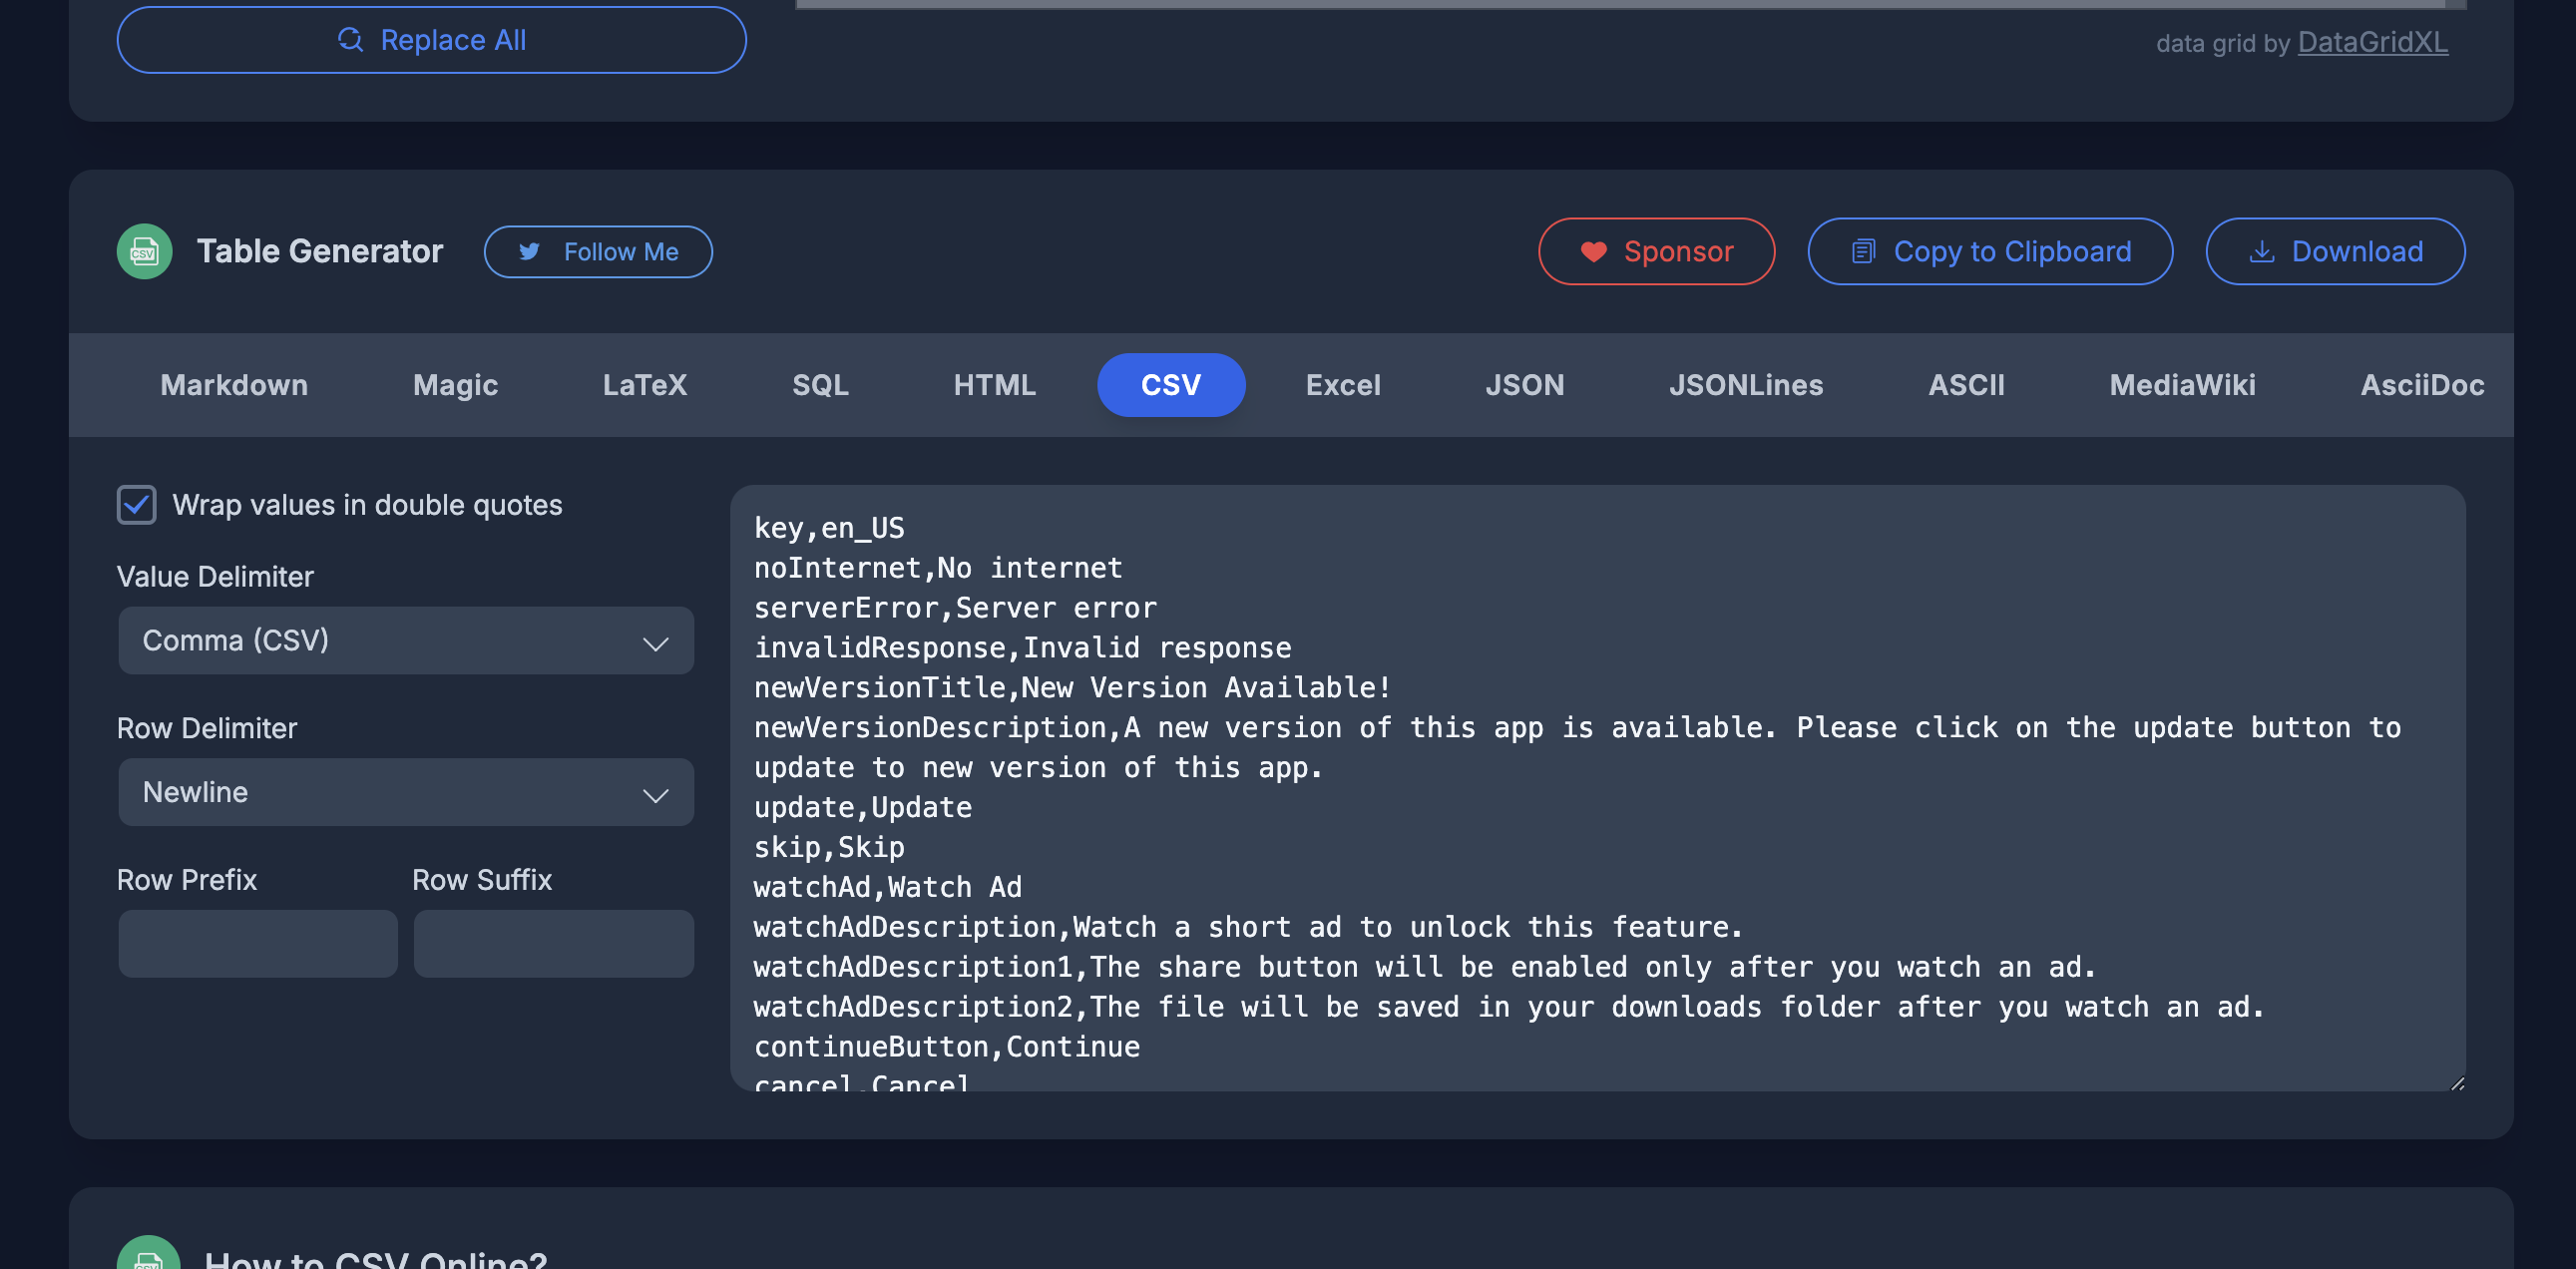 Replace All
data grid by DataGridXL
CSV
Table Generator
Follow Me
Sponsor
Copy to Clipboard
Download
Markdown
Magic
LaTeX
SQL
HTML
CSV
Excel
JSON
JSONLines
ASCII
MediaWiki
AsciiDoc
Wrap values in double quotes
Value Delimiter
Comma (CSV)
Row Delimiter
Newline
Row Prefix
Row Suffix
key,en_US
noInternet,No internet
serverError,Server error
invalidResponse,Invalid response
newVersionTitle,New Version Available!
newVersionDescription,A new version of this app is available. Please click on the update button to
update to new version of this app.
update,Update
skip,Skip
watchAd,Watch Ad
watchAdDescription,Watch a short ad to unlock this feature.
watchAdDescription1,The share button will be enabled only after you watch an ad.
watchAdDescription2,The file will be saved in your downloads folder after you watch an ad.
continueButton,Continue
cancel,Cancel
CSV
How to CSV Online?